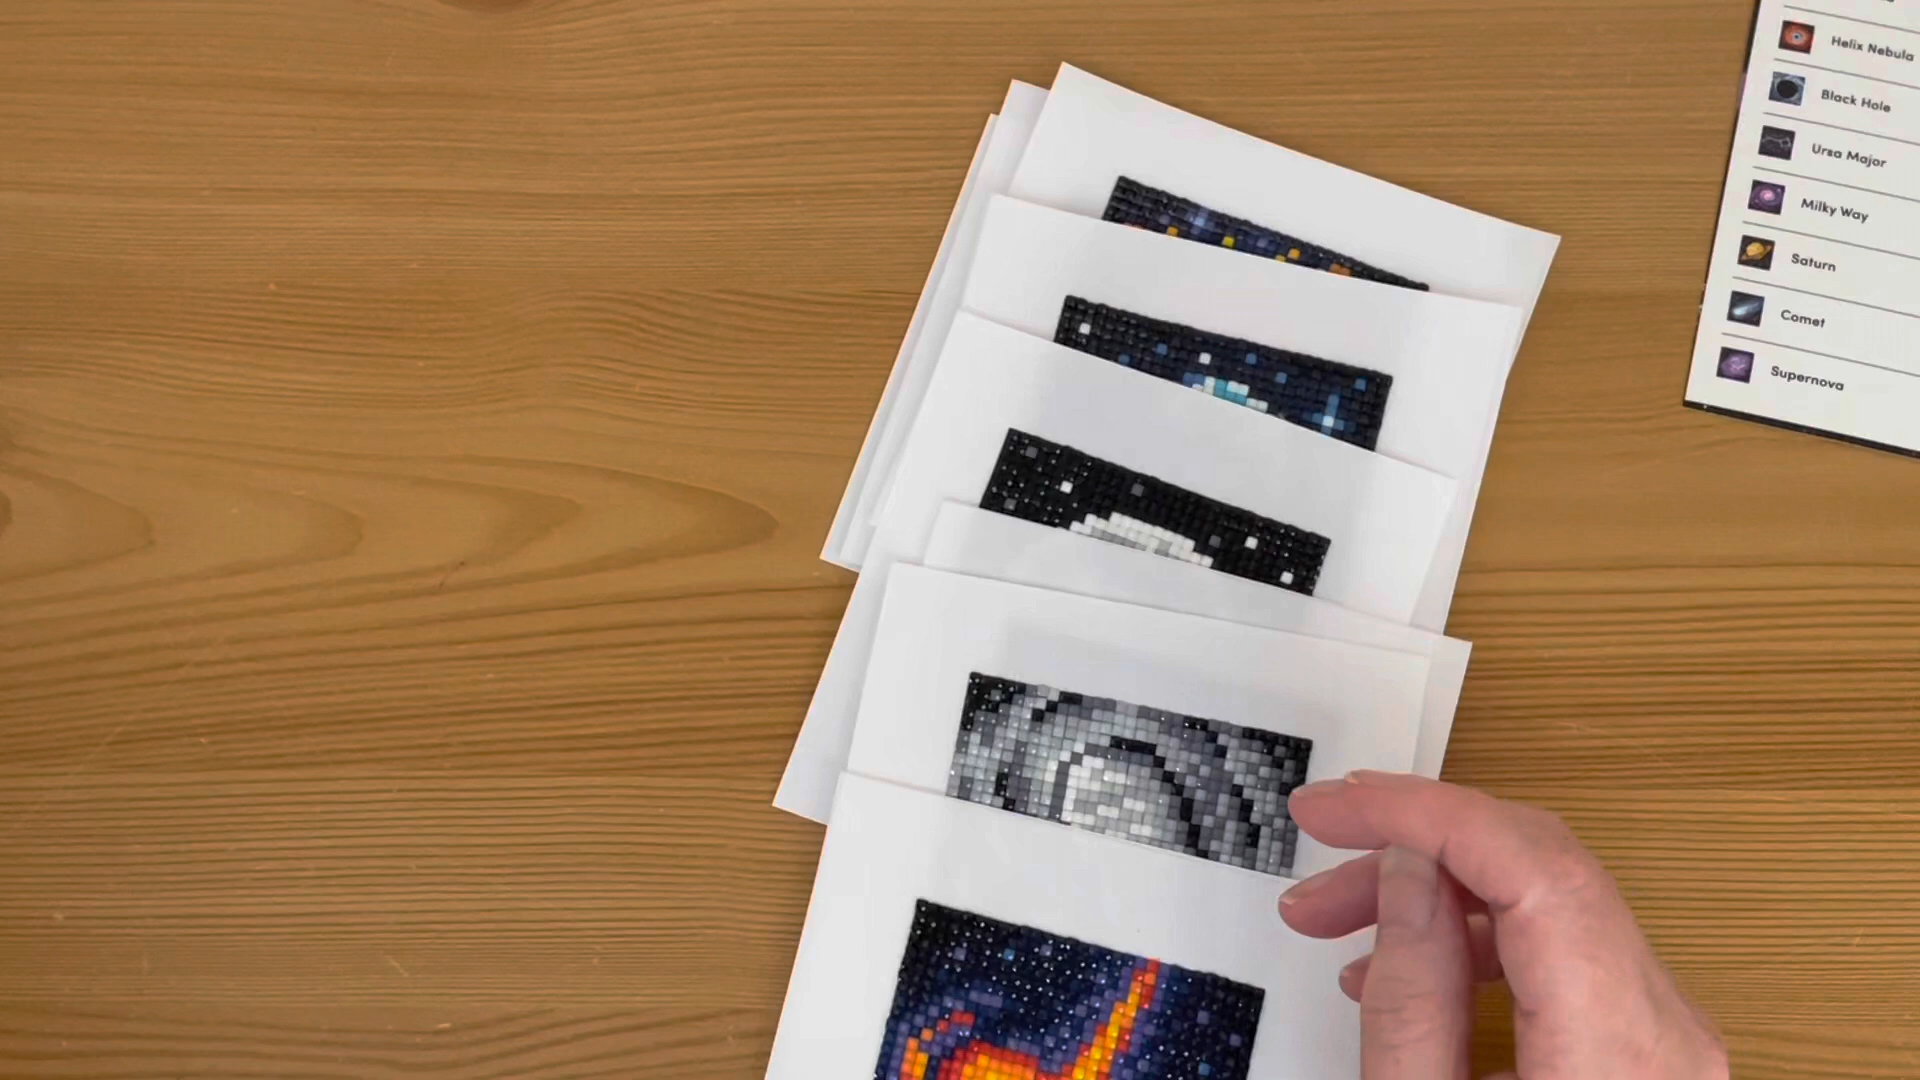 Helix Nebula
Black Hole
Ursa Major
Milky Way
Saturn
Comet
Supernova